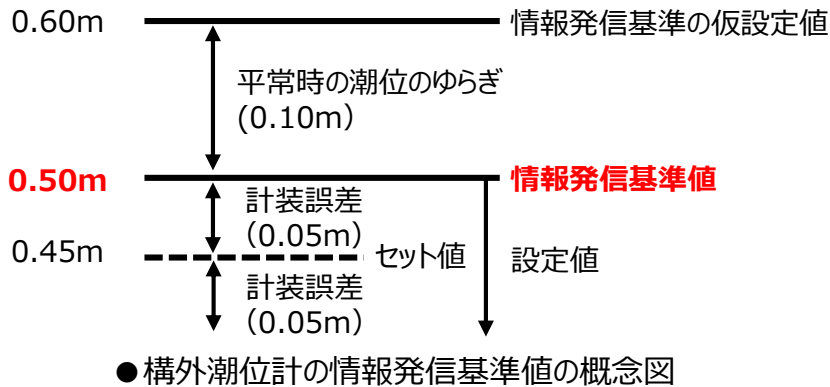 0.60m
情報発信基準の仮設定値
平常時の潮位のゆらぎ
(0.10m）
0.50m
情報発信基準値
計装誤差
（0.05m）
0.45m
セット値
設定値
計装誤差
（0.05m）
●構外潮位計の情報発信基準値の概念図